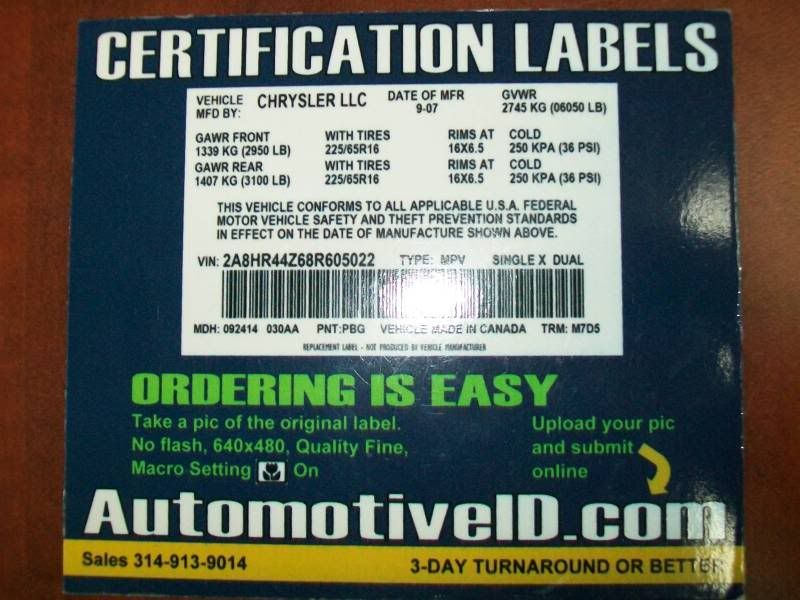 CERTIFICATION LABELS
VEHICLE MFD BY: CHRYSLER LLC DATE OF MFR 9-07 GVWR 2745 KG (06050 LB)
GAWR FRONT WITH TIRES RIMS AT COLD
1339 KG (2950 LB) 225/65R16 16X6.5 250 KPA (36 PSI)
GAWR REAR WITH TIRES RIMS AT COLD
1407 KG (3100 LB) 225/65R16 16X6.5 250 KPA (36 PSI)
THIS VEHICLE CONFORMS TO ALL APPLICABLE U.S.A. FEDERAL
MOTOR VEHICLE SAFETY AND THEFT PREVENTION STANDARDS
IN EFFECT ON THE DATE OF MANUFACTURE SHOWN ABOVE.
VIN: 2A8HR44Z68R605022 TYPE: MPV SINGLE X DUAL
MDH: 092414 030AA PNT:PBG VEHICLE MADE IN CANADA TRM: M7D5
REPLACEMENT LABEL - NOT PRODUCED BY VEHICLE MANUFACTURER
ORDERING IS EASY
Take a pic of the original label.
No flash, 640x480, Quality Fine,
Macro Setting On
Upload your pic
and submit
online
AutomotiveID.com
Sales 314-913-9014 3-DAY TURNAROUND OR BETTER